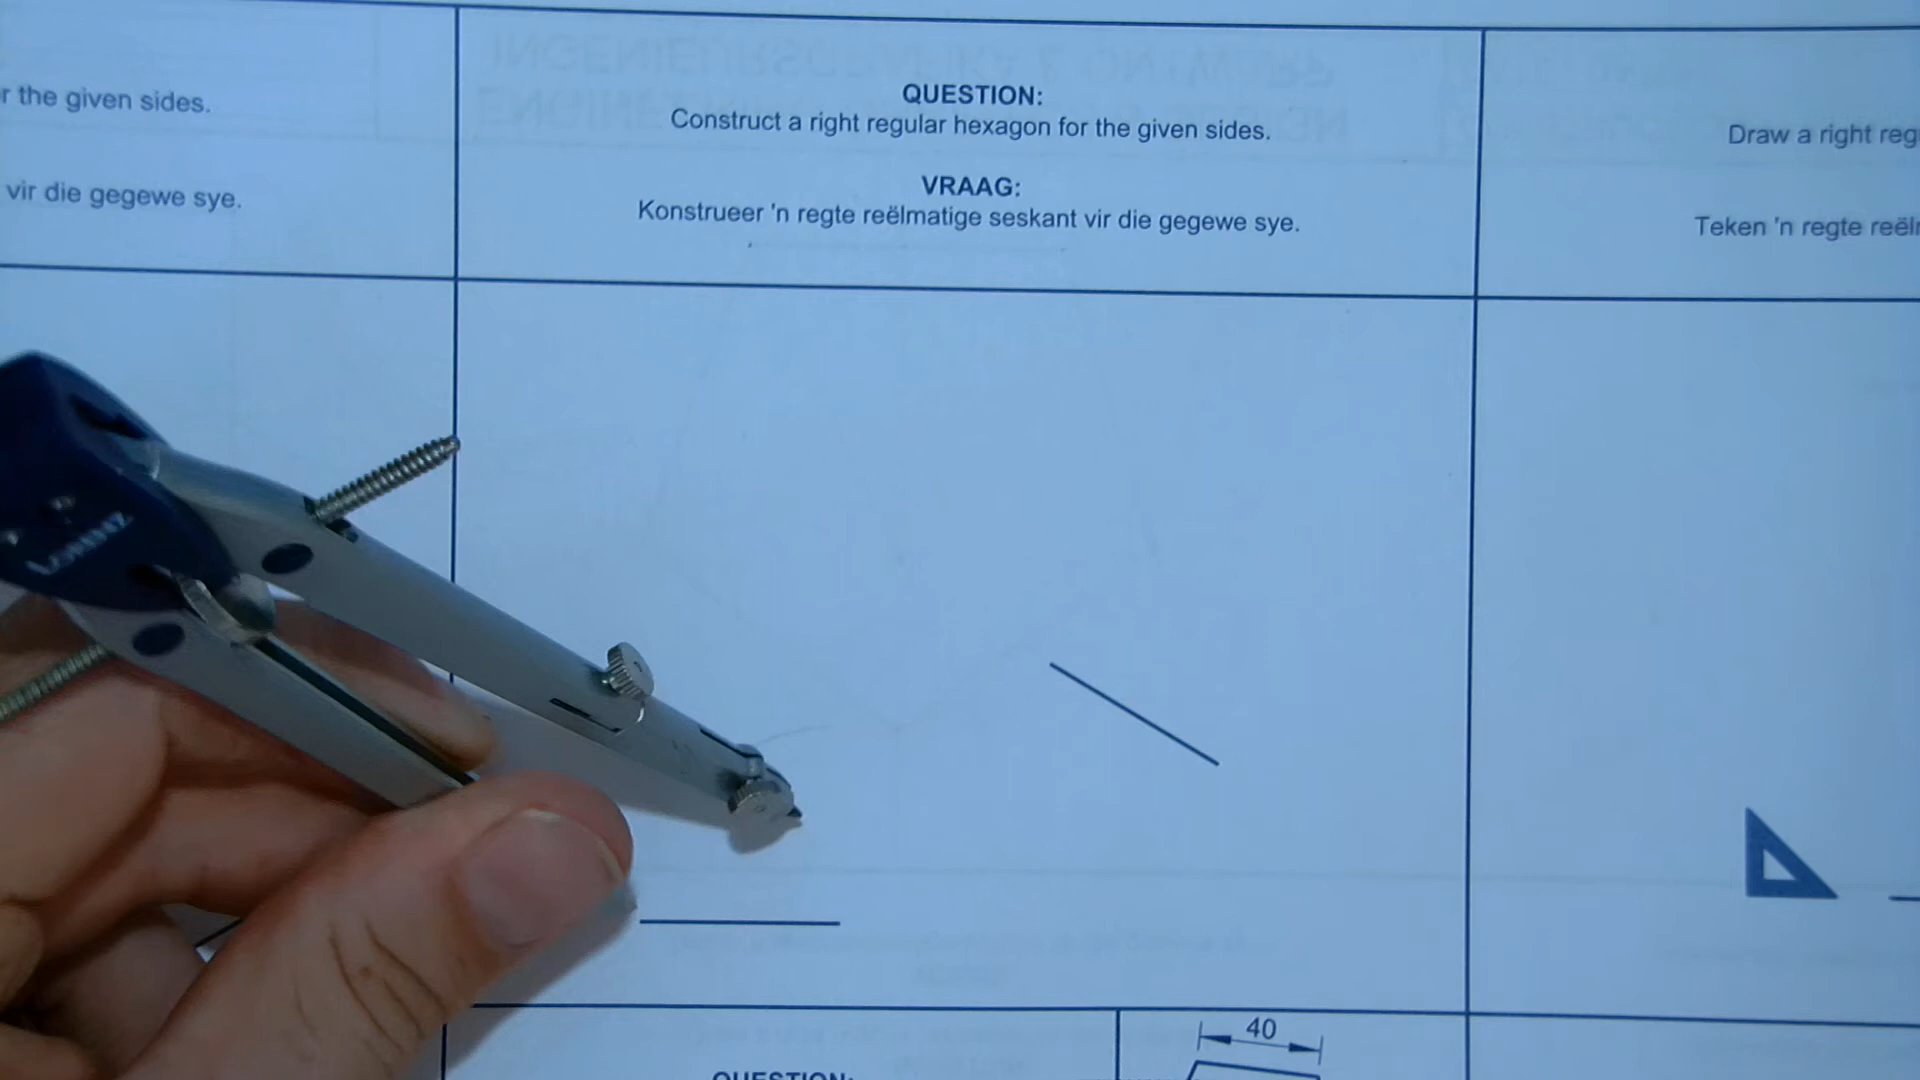 r the given sides.
vir die gegewe sye.
QUESTION:
Construct a right regular hexagon for the given sides.
VRAAG:
Konstrueer 'n regte reëlmatige seskant vir die gegewe sye.
Draw a right reg
Teken 'n regte reël
40
QUESTION: